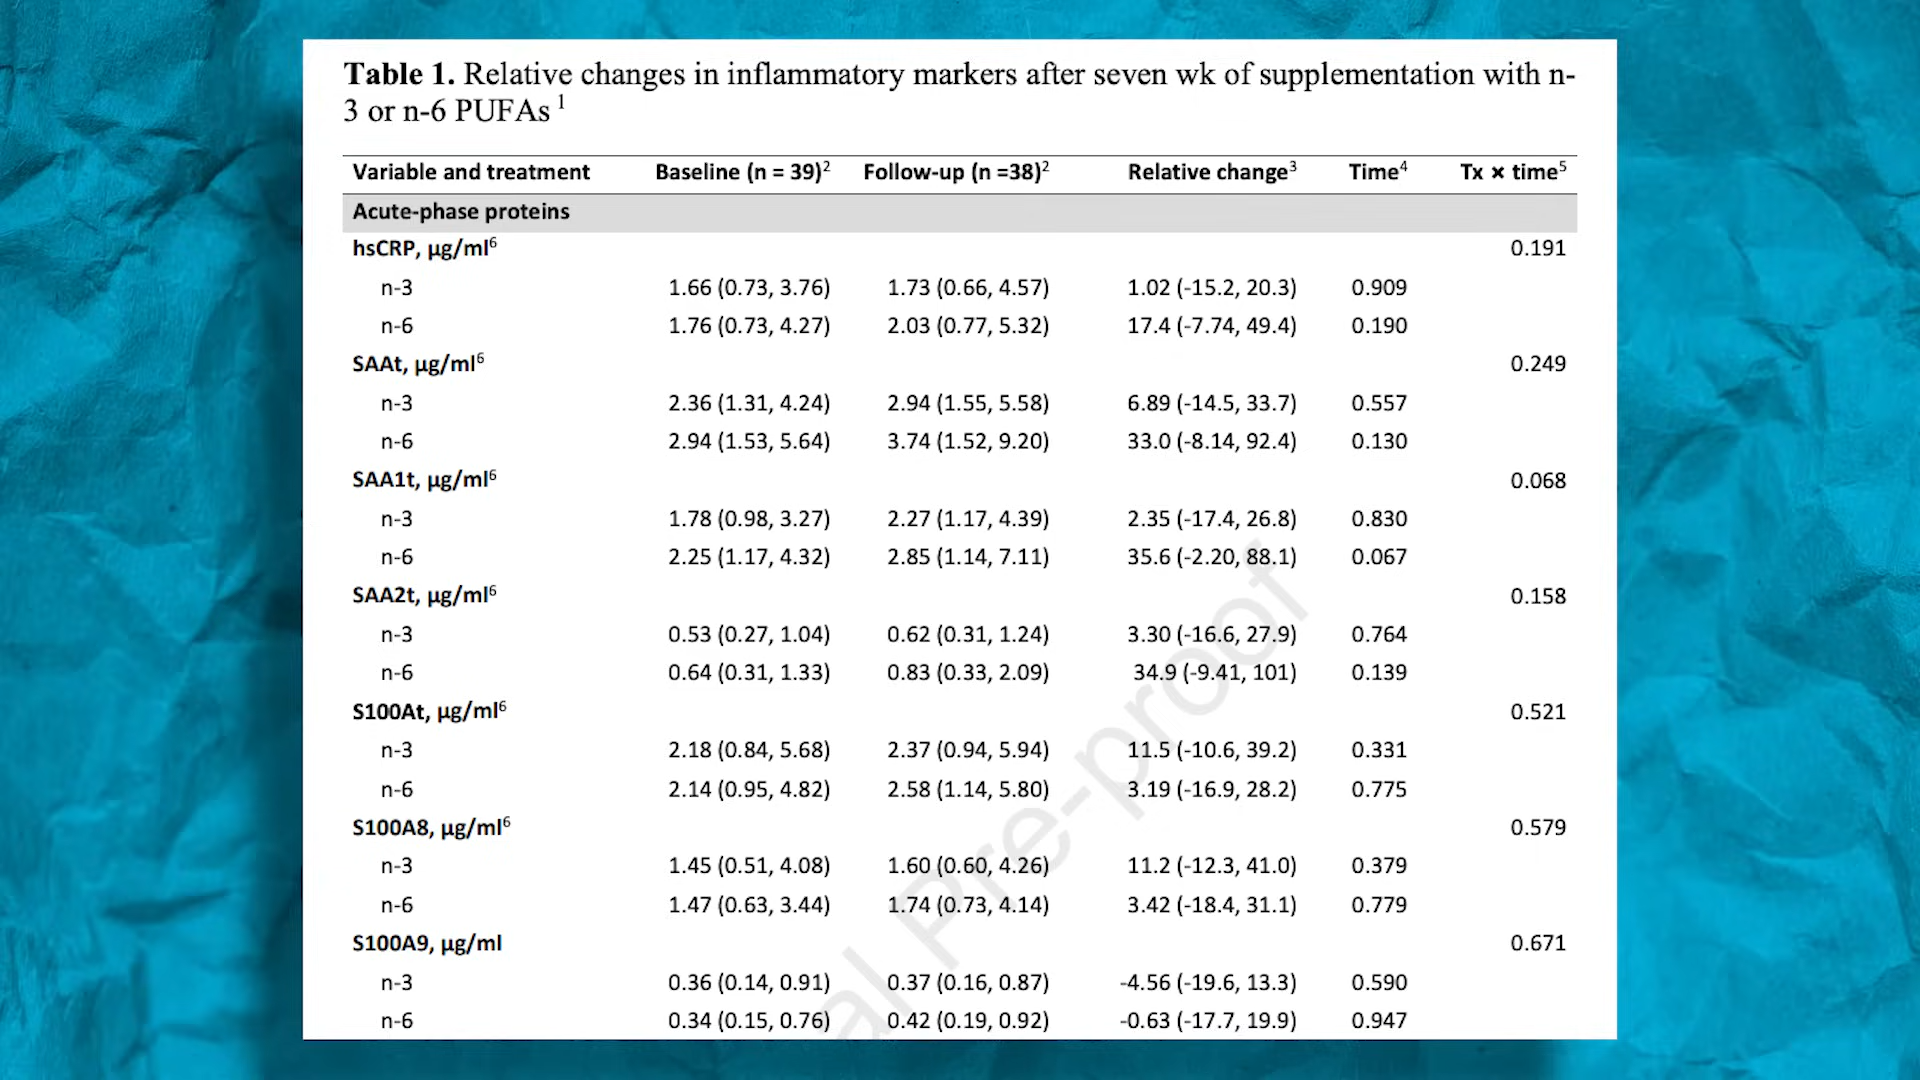 Table 1. Relative changes in inflammatory markers after seven wk of supplementation with n-
3 or n-6 PUFAs 1
Variable and treatment Baseline (n = 39)2 Follow-up (n =38)2 Relative change3 Time4 Tx × time5
Acute-phase proteins
hsCRP, µg/ml6 0.191
n-3 1.66 (0.73, 3.76) 1.73 (0.66, 4.57) 1.02 (-15.2, 20.3) 0.909
n-6 1.76 (0.73, 4.27) 2.03 (0.77, 5.32) 17.4 (-7.74, 49.4) 0.190
SAAt, µg/ml6 0.249
n-3 2.36 (1.31, 4.24) 2.94 (1.55, 5.58) 6.89 (-14.5, 33.7) 0.557
n-6 2.94 (1.53, 5.64) 3.74 (1.52, 9.20) 33.0 (-8.14, 92.4) 0.130
SAA1t, µg/ml6 0.068
n-3 1.78 (0.98, 3.27) 2.27 (1.17, 4.39) 2.35 (-17.4, 26.8) 0.830
n-6 2.25 (1.17, 4.32) 2.85 (1.14, 7.11) 35.6 (-2.20, 88.1) 0.067
SAA2t, µg/ml6 0.158
n-3 0.53 (0.27, 1.04) 0.62 (0.31, 1.24) 3.30 (-16.6, 27.9) 0.764
n-6 0.64 (0.31, 1.33) 0.83 (0.33, 2.09) 34.9 (-9.41, 101) 0.139
S100At, µg/ml6 0.521
n-3 2.18 (0.84, 5.68) 2.37 (0.94, 5.94) 11.5 (-10.6, 39.2) 0.331
n-6 2.14 (0.95, 4.82) 2.58 (1.14, 5.80) 3.19 (-16.9, 28.2) 0.775
S100A8, µg/ml6 0.579
n-3 1.45 (0.51, 4.08) 1.60 (0.60, 4.26) 11.2 (-12.3, 41.0) 0.379
n-6 1.47 (0.63, 3.44) 1.74 (0.73, 4.14) 3.42 (-18.4, 31.1) 0.779
S100A9, µg/ml 0.671
n-3 0.36 (0.14, 0.91) 0.37 (0.16, 0.87) -4.56 (-19.6, 13.3) 0.590
n-6 0.34 (0.15, 0.76) 0.42 (0.19, 0.92) -0.63 (-17.7, 19.9) 0.947
al Pre-proof